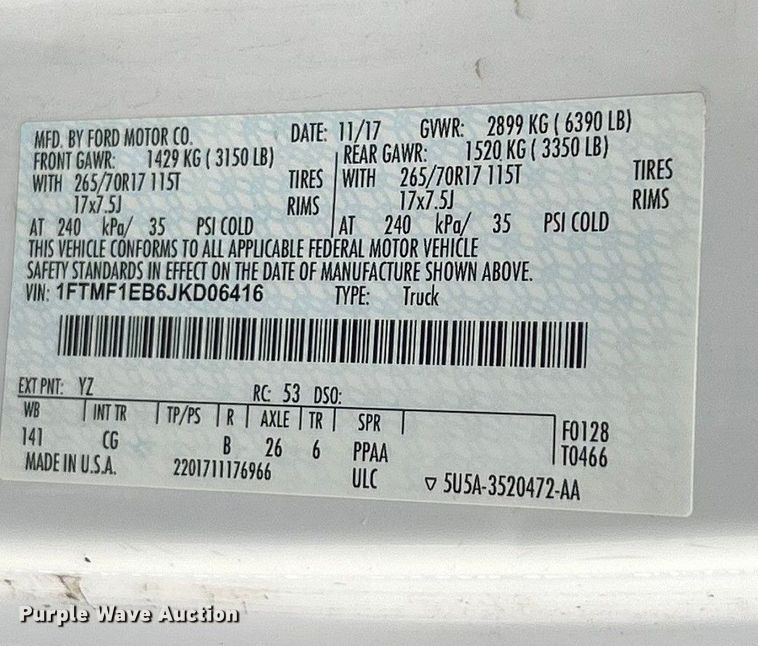 MFD. BY FORD MOTOR CO. DATE: 11/17 GVWR: 2899 KG ( 6390 LB)
FRONT GAWR: 1429 KG ( 3150 LB) REAR GAWR: 1520 KG ( 3350 LB)
WITH 265/70R17 115T TIRES WITH 265/70R17 115T TIRES
17x7.5J RIMS 17x7.5J RIMS
AT 240 kPa/ 35 PSI COLD AT 240 kPa/ 35 PSI COLD
THIS VEHICLE CONFORMS TO ALL APPLICABLE FEDERAL MOTOR VEHICLE
SAFETY STANDARDS IN EFFECT ON THE DATE OF MANUFACTURE SHOWN ABOVE.
VIN: 1FTMF1EB6JKD06416 TYPE: Truck
EXT PNT: YZ RC: 53 DSO:
WB INT TR TP/PS R AXLE TR SPR F0128
141 CG B 26 6 PPAA T0466
MADE IN U.S.A. 2201711176966 ULC ▽ 5U5A-3520472-AA
Purple Wave Auction